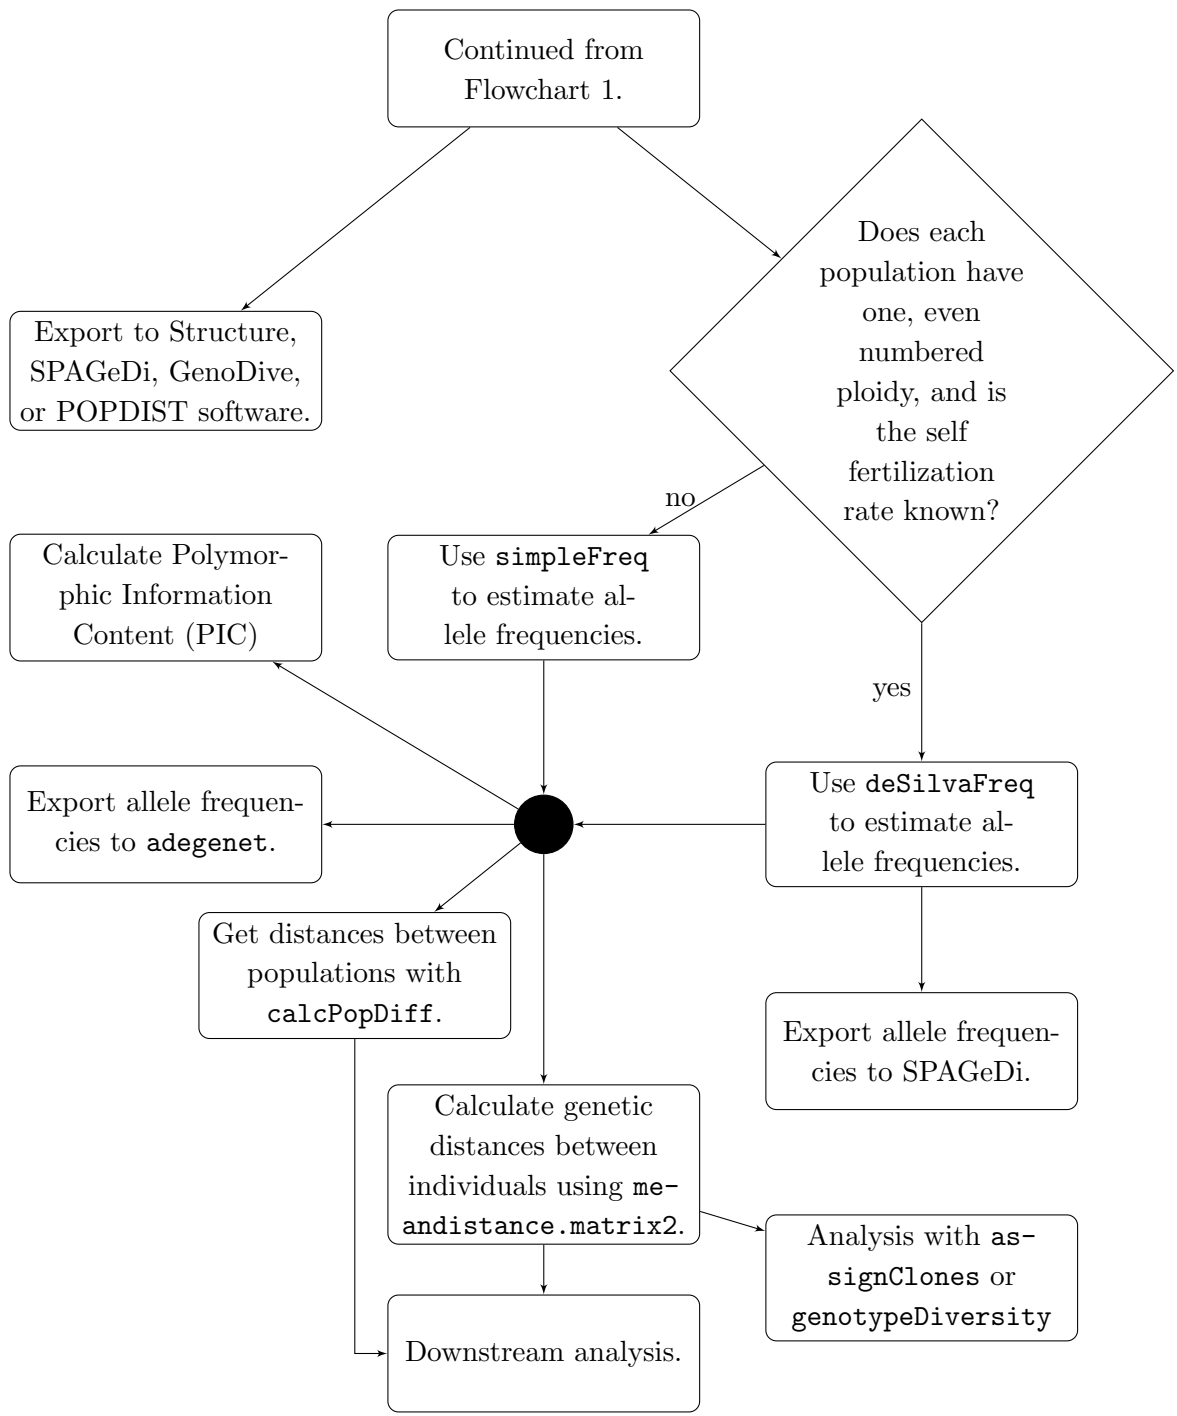 Continued from
Flowchart 1.
Does each
population have
one, even
numbered
ploidy, and is
the self
fertilization
rate known?
Export to Structure,
SPAGeDi, GenoDive,
or POPDIST software.
no
Calculate Polymor-
phic Information
Content (PIC)
Use simpleFreq
to estimate al-
lele frequencies.
yes
Export allele frequen-
cies to adegenet.
Use deSilvaFreq
to estimate al-
lele frequencies.
Get distances between
populations with
calcPopDiff.
Export allele frequen-
cies to SPAGeDi.
Calculate genetic
distances between
individuals using me-
andistance.matrix2.
Analysis with as-
signClones or
genotypeDiversity
Downstream analysis.